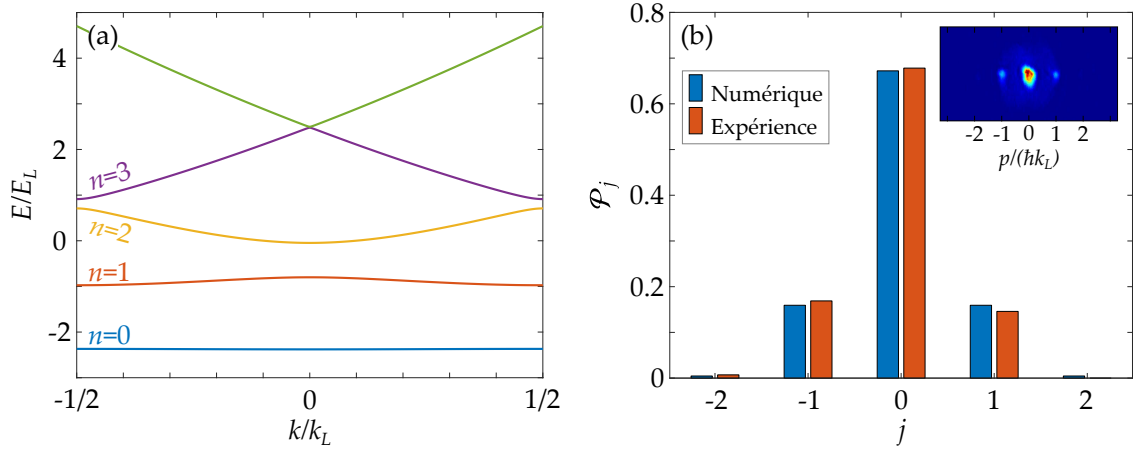 (a)
4
2
0
-2
E/E_L
n=3
n=2
n=1
n=0
-1/2
0
1/2
k/k_L
(b)
0.8
0.6
0.4
0.2
0
𝒫_j
Numérique
Expérience
-2 -1 0 1 2
p/(ħk_L)
-2 -1 0 1 2
j